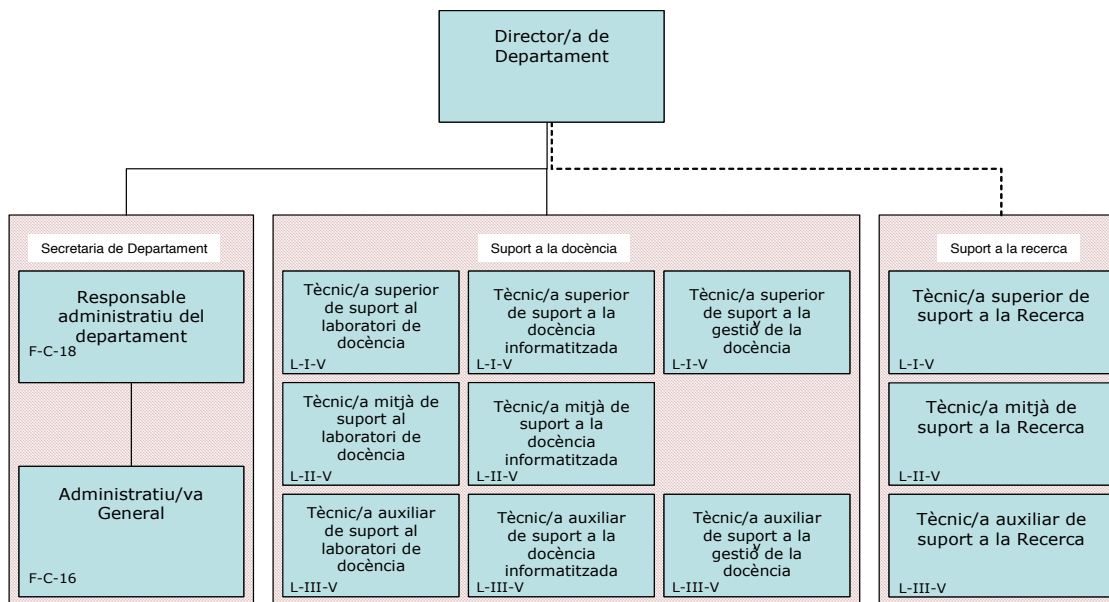 Director/a de
Departament
Secretaria de Departament
Responsable
administratiu del
departament
F-C-18
Administratiu/va
General
F-C-16
Suport a la docència
Tècnic/a superior
de suport al
laboratori de
docència
L-I-V
Tècnic/a superior
de suport a la
docència
informatitzada
L-I-V
Tècnic/a superior
de suport a la
y
gestio de la
docència
L-I-V
Tècnic/a mitjà de
suport al
laboratori de
docència
L-II-V
Tècnic/a mitjà de
suport a la
docència
informatitzada
L-II-V
Tècnic/a auxiliar
de suport al
laboratori de
docència
L-III-V
Tècnic/a auxiliar
de suport a la
docència
informatitzada
L-III-V
Tècnic/a auxiliar
de suport a la
y
gestio de la
docència
L-III-V
Suport a la recerca
Tècnic/a superior de
suport a la Recerca
L-I-V
Tècnic/a mitjà de
suport a la Recerca
L-II-V
Tècnic/a auxiliar de
suport a la Recerca
L-III-V